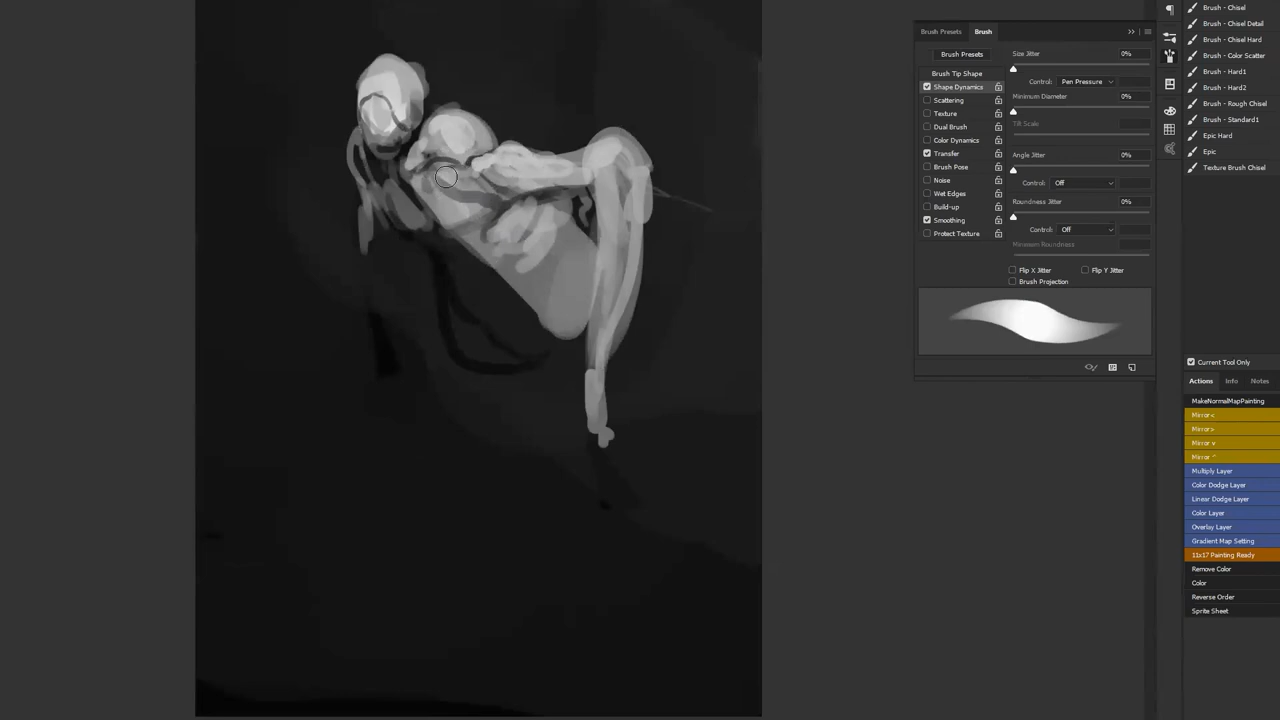 Brush Presets Brush
Brush Presets
Brush Tip Shape
Shape Dynamics
Scattering
Texture
Dual Brush
Color Dynamics
Transfer
Brush Pose
Noise
Wet Edges
Build-up
Smoothing
Protect Texture
Size Jitter 0%
Control: Pen Pressure
Minimum Diameter 0%
Tilt Scale
Angle Jitter 0%
Control: Off
Roundness Jitter 0%
Control: Off
Minimum Roundness
Flip X Jitter Flip Y Jitter
Brush Projection
Brush - Chisel
Brush - Chisel Detail
Brush - Chisel Hard
Brush - Color Scatter
Brush - Hard1
Brush - Hard2
Brush - Rough Chisel
Brush - Standard1
Epic Hard
Epic
Texture Brush Chisel
Current Tool Only
Actions Info Notes
MakeNormalMapPainting
Mirror <
Mirror >
Mirror v
Mirror ^
Multiply Layer
Color Dodge Layer
Linear Dodge Layer
Color Layer
Overlay Layer
Gradient Map Setting
11x17 Painting Ready
Remove Color
Color
Reverse Order
Sprite Sheet